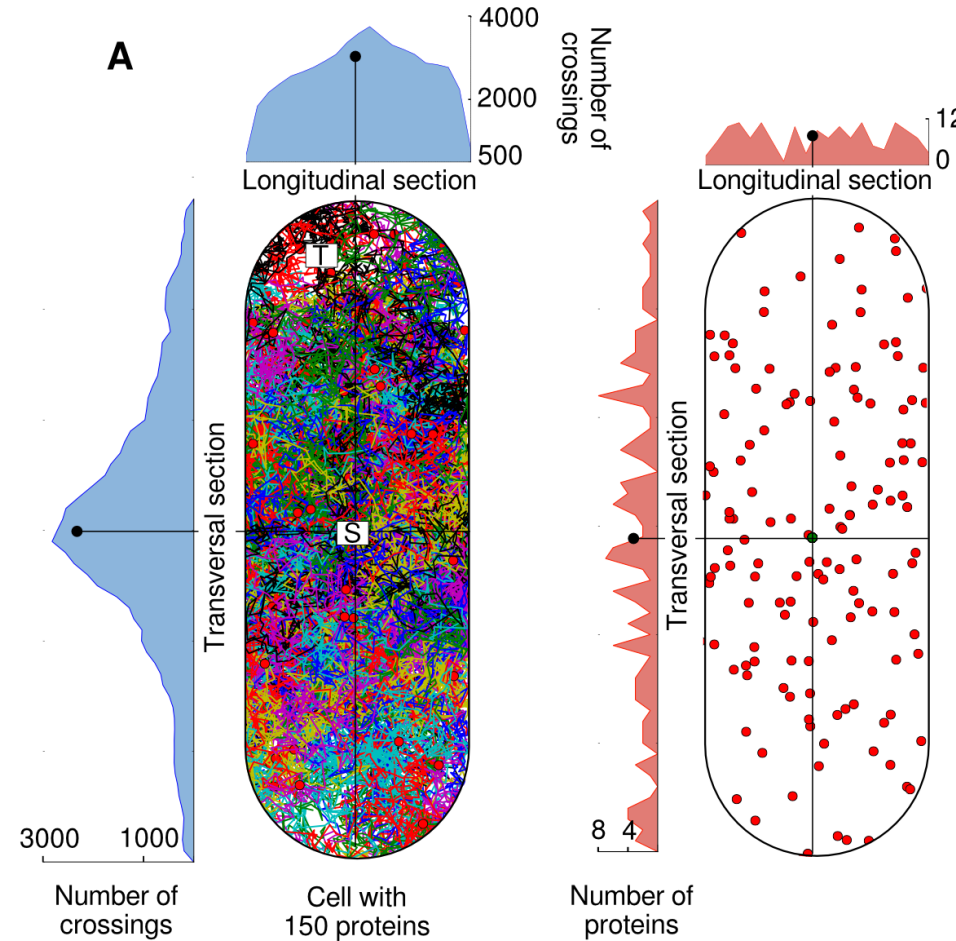 A
4000
2000
500
Number of
crossings
12
0
Longitudinal section
Longitudinal section
T
S
Transversal section
Transversal section
3000
1000
8
4
Number of
crossings
Cell with
150 proteins
Number of
proteins